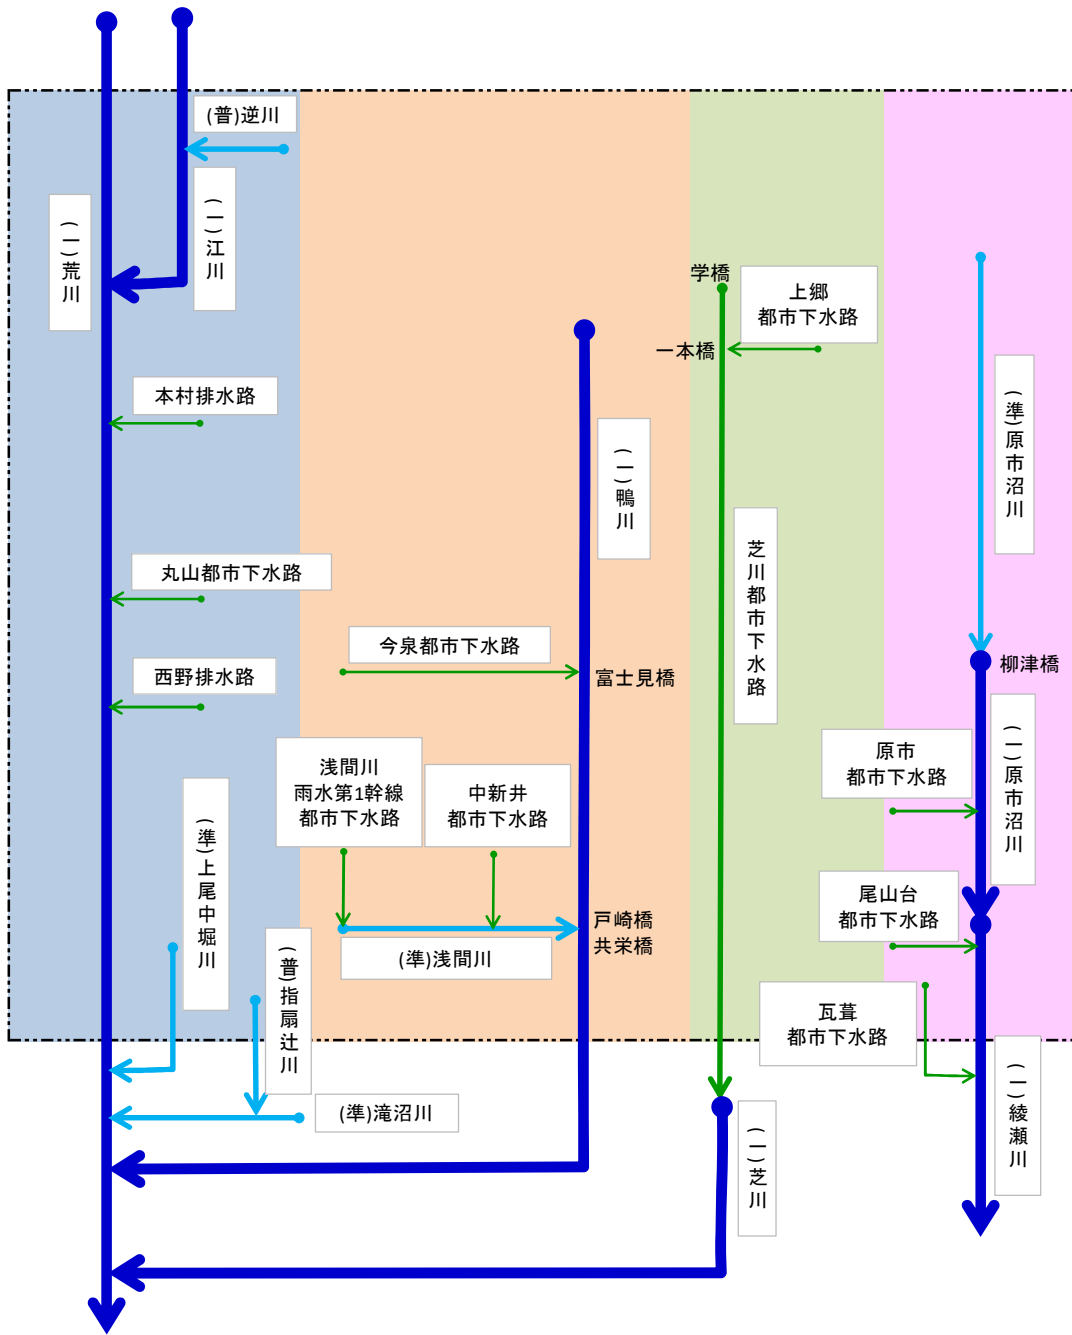 (普)逆川
(一)荒川
(一)江川
学橋
上郷
都市下水路
一本橋
本村排水路
(準)原市沼川
(一)鴨川
芝川都市下水路
丸山都市下水路
今泉都市下水路
富士見橋
西野排水路
柳津橋
(一)原市沼川
原市
都市下水路
浅間川
雨水第1幹線
都市下水路
中新井
都市下水路
(準)上尾中堀川
尾山台
都市下水路
戸崎橋
共栄橋
(準)浅間川
(普)指扇辻川
瓦葺
都市下水路
(一)綾瀬川
(準)滝沼川
(一)芝川